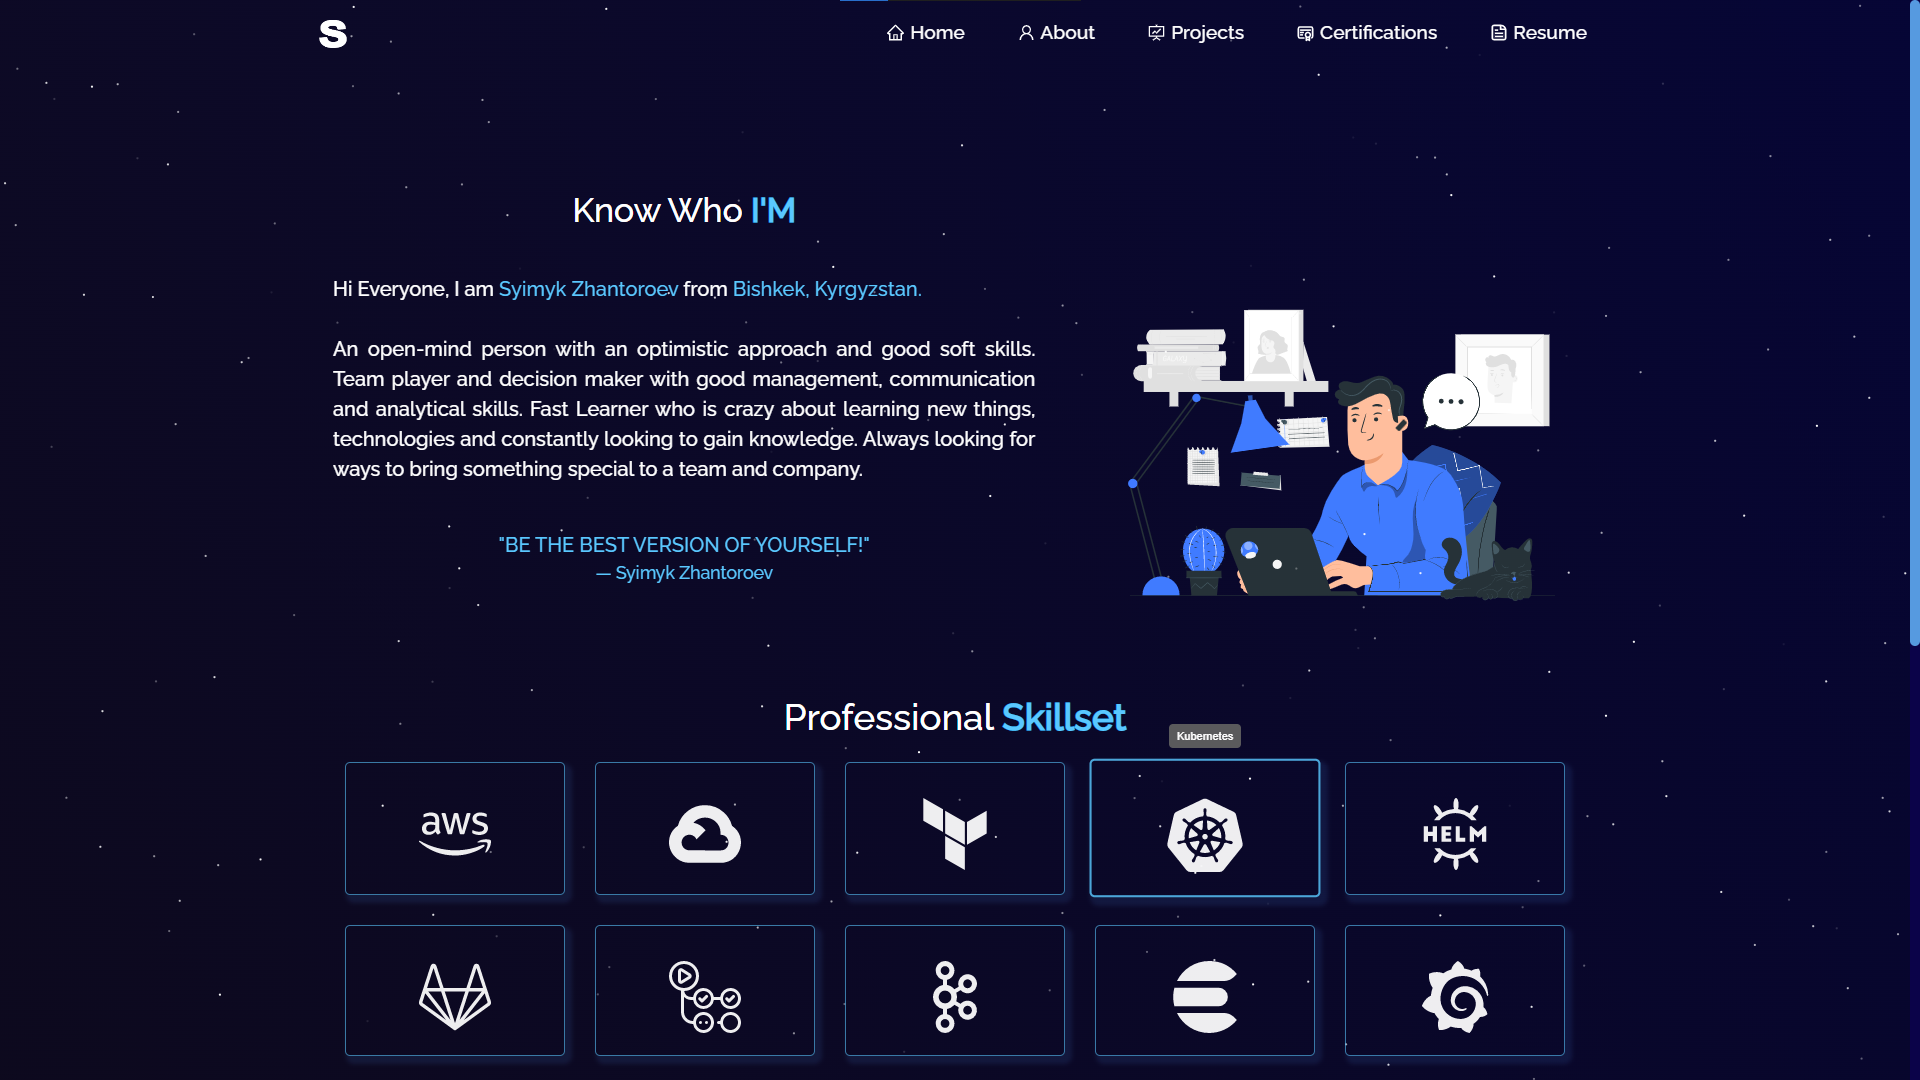 S
Home
About
Projects
Certifications
Resume
Know Who I'M
Hi Everyone, I am Syimyk Zhantoroev from Bishkek, Kyrgyzstan.
An open-mind person with an optimistic approach and good soft skills.
Team player and decision maker with good management, communication
and analytical skills. Fast Learner who is crazy about learning new things,
technologies and constantly looking to gain knowledge. Always looking for
ways to bring something special to a team and company.
"BE THE BEST VERSION OF YOURSELF!"
— Syimyk Zhantoroev
Professional Skillset
Kubernetes
aws
HELM